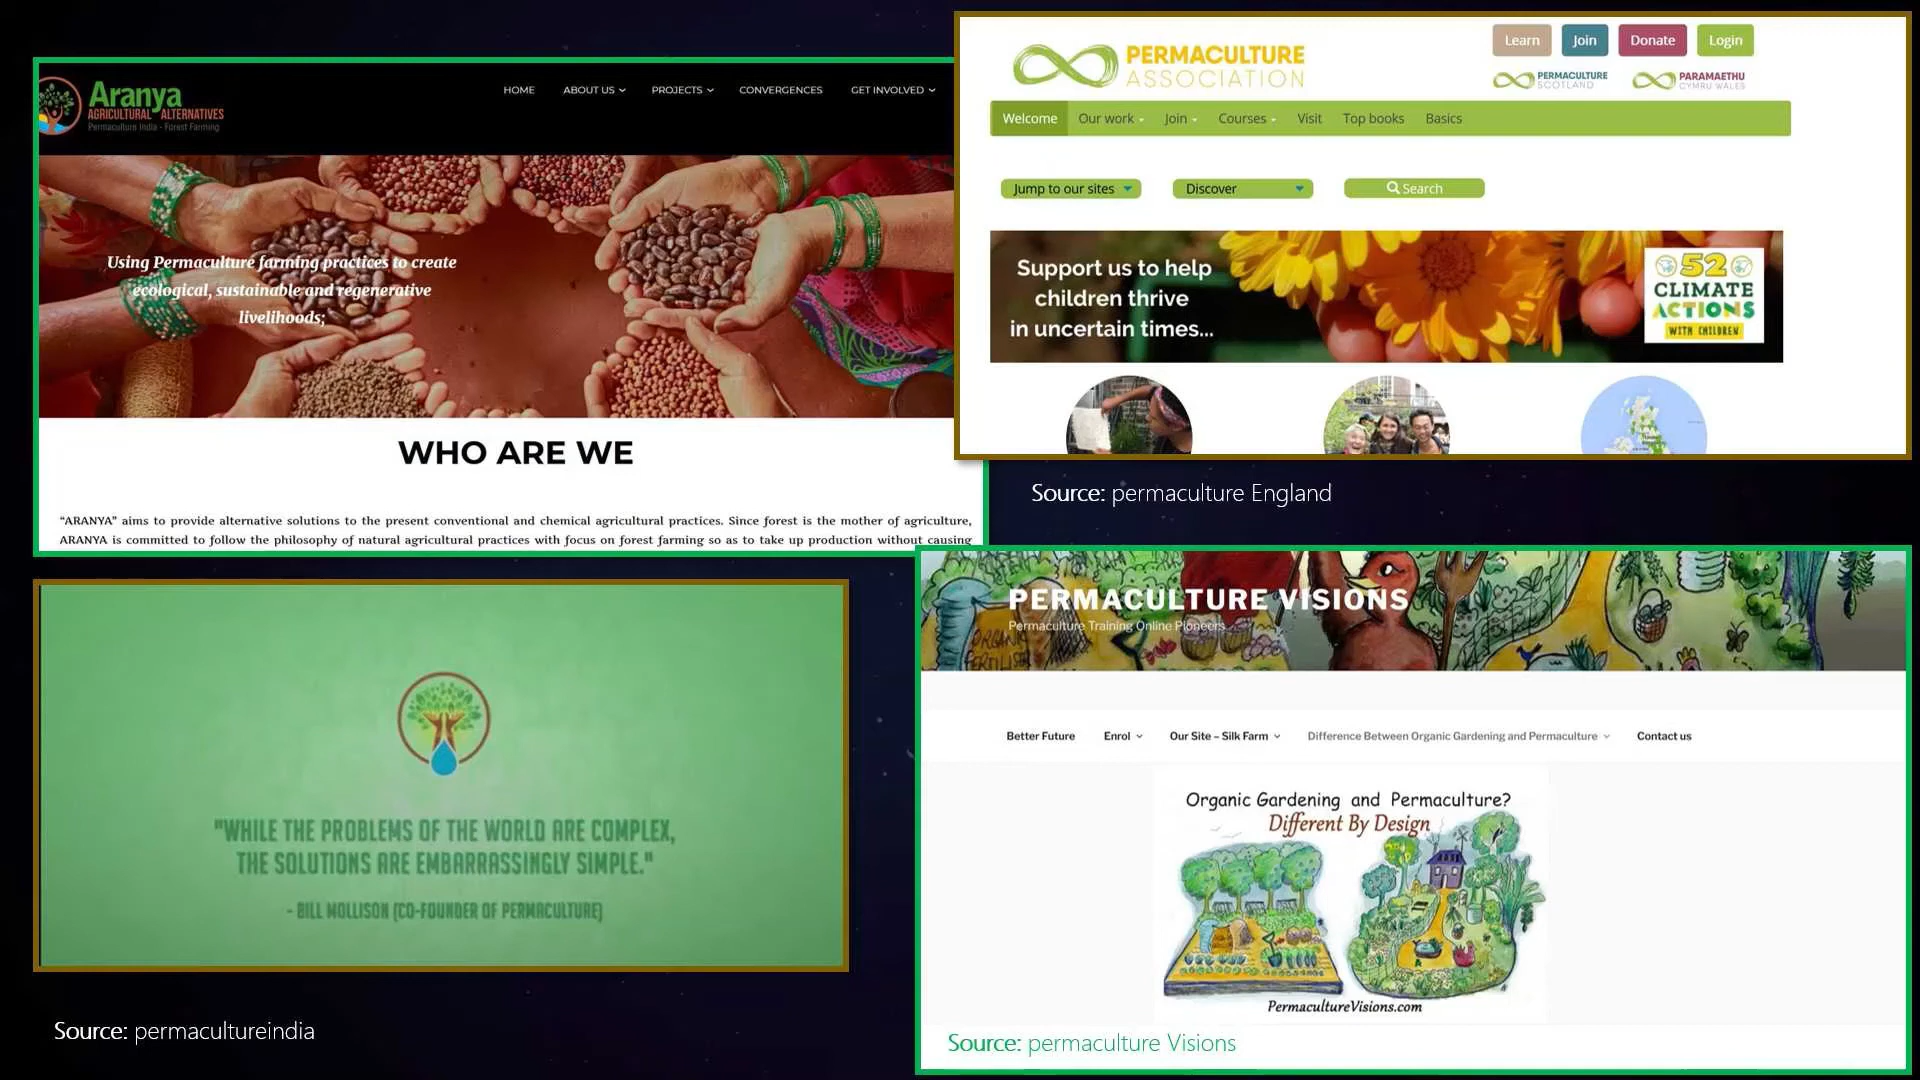 Aranya
AGRICULTURAL ALTERNATIVES
Permaculture India - Forest Farming
HOME ABOUT US PROJECTS CONVERGENCES GET INVOLVED
Using Permaculture farming practices to create
ecological, sustainable and regenerative
livelihoods;
WHO ARE WE
“ARANYA” aims to provide alternative solutions to the present conventional and chemical agricultural practices. Since forest is the mother of agriculture,
ARANYA is committed to follow the philosophy of natural agricultural practices with focus on forest farming so as to take up production without causing
PERMACULTURE
ASSOCIATION
Learn Join Donate Login
PERMACULTURE
SCOTLAND
PARAMAETHU
CYMRU WALES
Welcome Our work Join Courses Visit Top books Basics
Jump to our sites Discover Search
Support us to help
children thrive
in uncertain times...
52
CLIMATE
ACTIONS
WITH CHILDREN
Source: permaculture England
"WHILE THE PROBLEMS OF THE WORLD ARE COMPLEX,
THE SOLUTIONS ARE EMBARRASSINGLY SIMPLE."
- BILL MOLLISON (CO-FOUNDER OF PERMACULTURE)
Source: permacultureindia
PERMACULTURE VISIONS
Permaculture Training Online Pioneers
ORGANIC
FERTILISER
Better Future Enrol Our Site – Silk Farm Difference Between Organic Gardening and Permaculture Contact us
Organic Gardening and Permaculture?
Different By Design
PermacultureVisions.com
Source: permaculture Visions